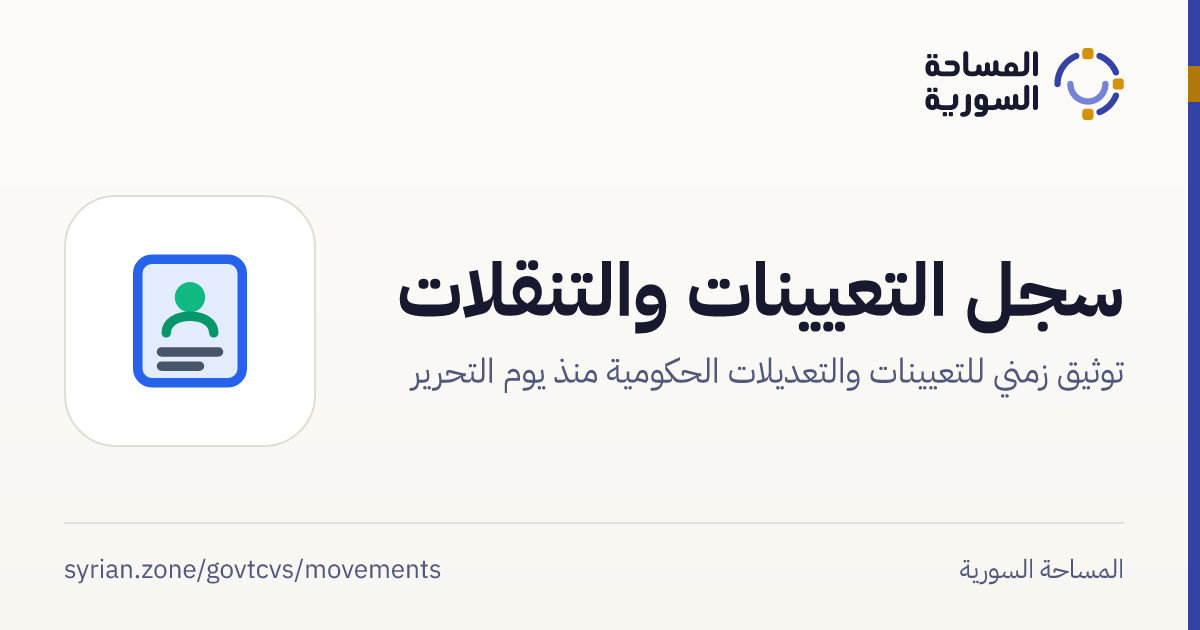 المساحة
السورية
سجل التعيينات والتنقلات
توثيق زمني للتعيينات والتعديلات الحكومية منذ يوم التحرير
المساحة السورية
syrian.zone/govtcvs/movements